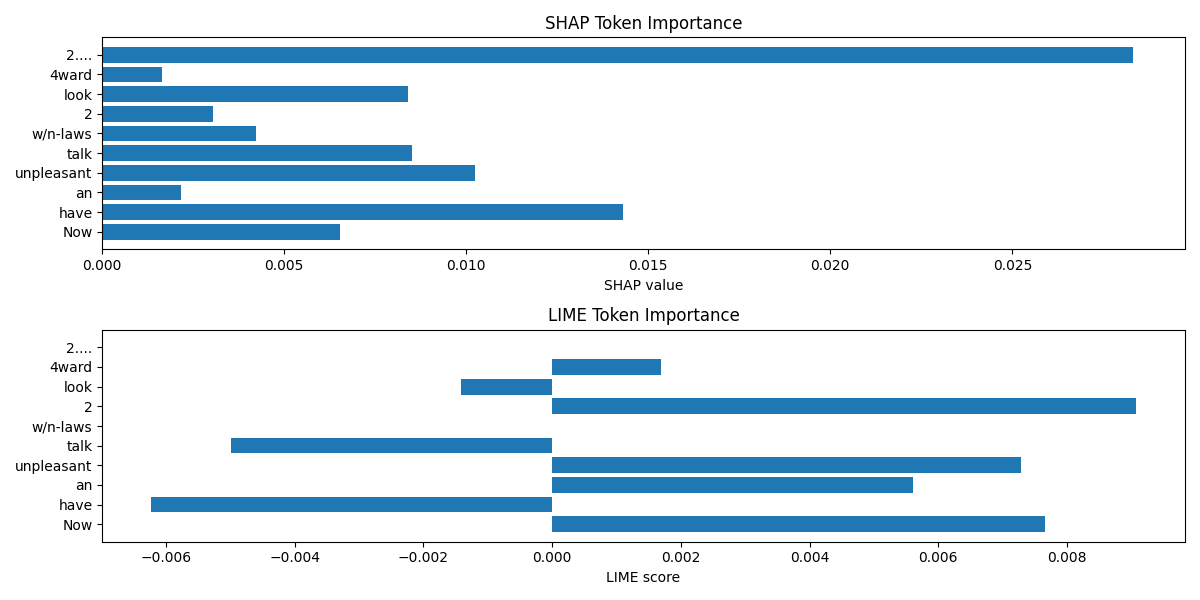 SHAP Token Importance
2....
4ward
look
2
w/n-laws
talk
unpleasant
an
have
Now
0.000 0.005 0.010 0.015 0.020 0.025
SHAP value
LIME Token Importance
2....
4ward
look
2
w/n-laws
talk
unpleasant
an
have
Now
−0.006 −0.004 −0.002 0.000 0.002 0.004 0.006 0.008
LIME score